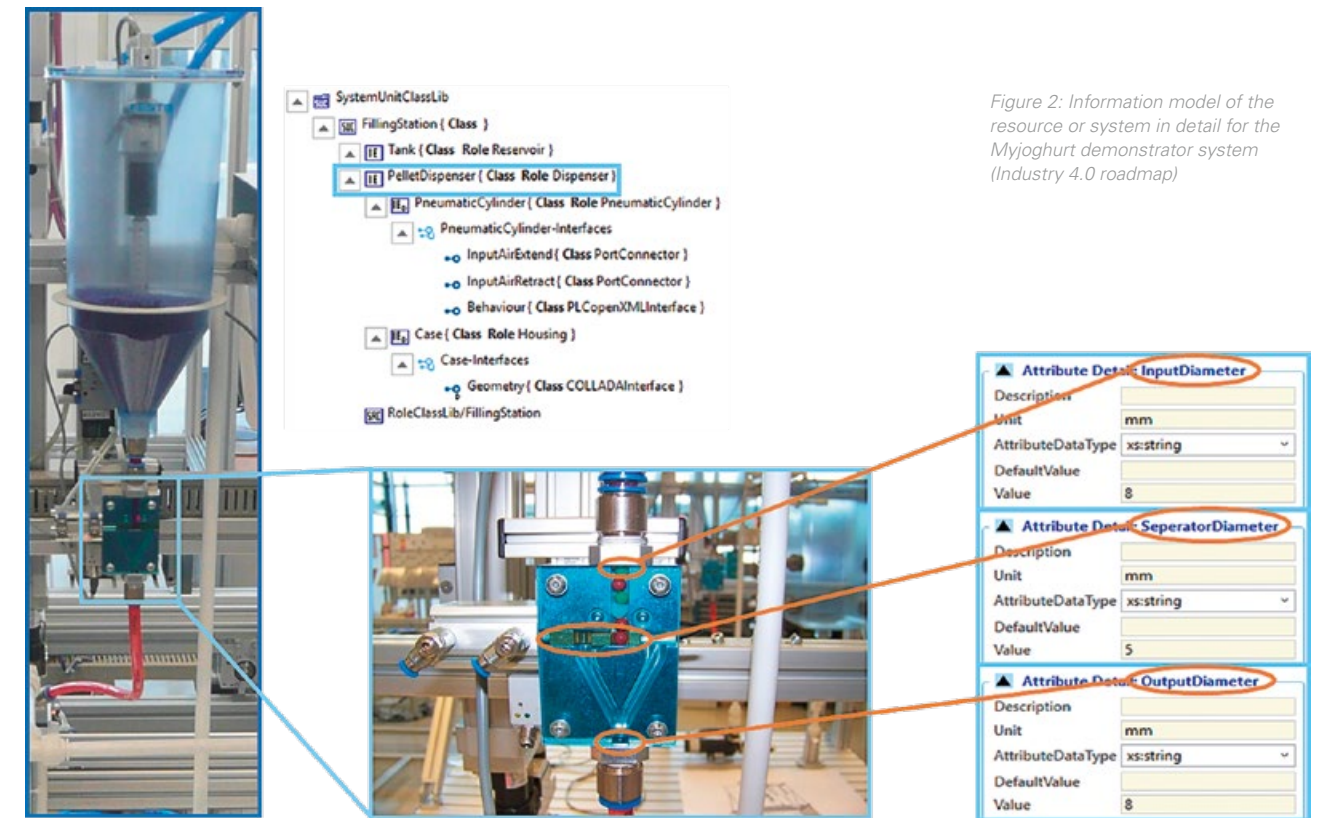 SystemUnitClassLib
FillingStation { Class }
Tank { Class Role Reservoir }
PelletDispenser { Class Role Dispenser }
PneumaticCylinder { Class Role PneumaticCylinder }
PneumaticCylinder-Interfaces
InputAirExtend { Class PortConnector }
InputAirRetract { Class PortConnector }
Behaviour { Class PLCopenXMLInterface }
Case { Class Role Housing }
Case-Interfaces
Geometry { Class COLLADAInterface }
RoleClassLib/FillingStation
Figure 2: Information model of the
resource or system in detail for the
Myjoghurt demonstrator system
(Industry 4.0 roadmap)
Attribute Detail: InputDiameter
Description
Unit mm
AttributeDataType xs:string
DefaultValue
Value 8
Attribute Detail: SeperatorDiameter
Description
Unit mm
AttributeDataType xs:string
DefaultValue
Value 5
Attribute Detail: OutputDiameter
Description
Unit mm
AttributeDataType xs:string
DefaultValue
Value 8